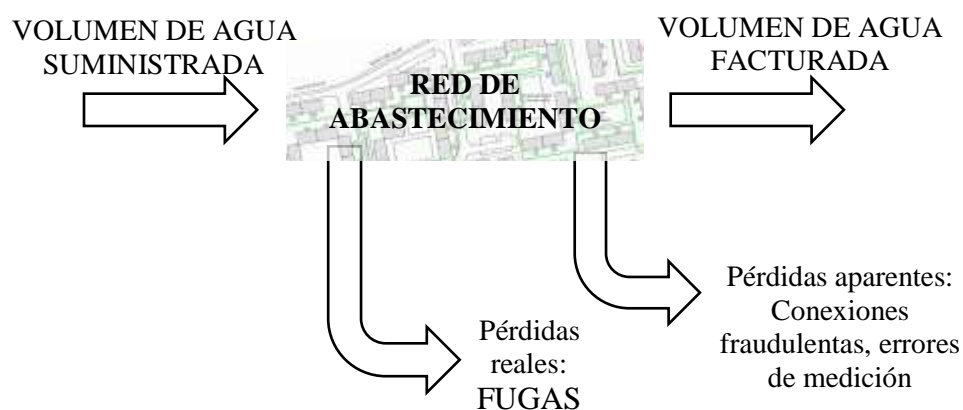 VOLUMEN DE AGUA
SUMINISTRADA
RED DE
ABASTECIMIENTO
VOLUMEN DE AGUA
FACTURADA
Pérdidas
reales:
FUGAS
Pérdidas aparentes:
Conexiones
fraudulentas, errores
de medición